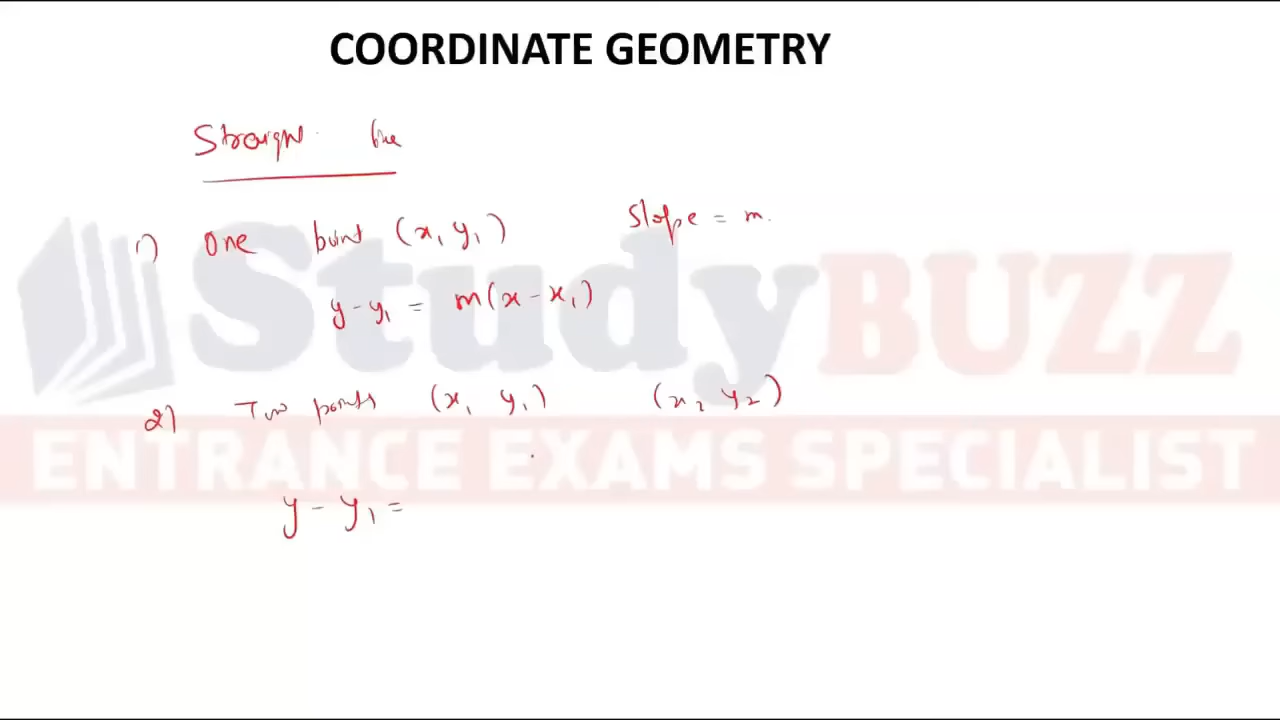 COORDINATE GEOMETRY
Straight line
1) One point (x₁ y₁) Slope = m.
y - y₁ = m(x - x₁)
2) Two points (x₁ y₁) (x₂ y₂)
y - y₁ =
StudyBUZZ
ENTRANCE EXAMS SPECIALIST